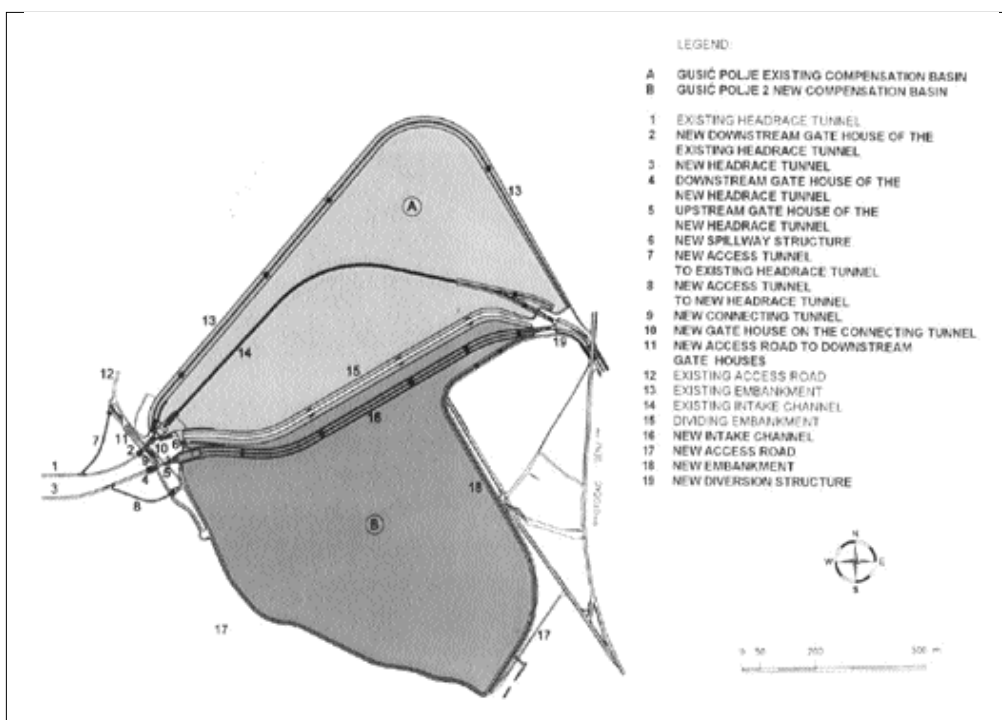 LEGEND:
A GUSIĆ POLJE EXISTING COMPENSATION BASIN
B GUSIĆ POLJE 2 NEW COMPENSATION BASIN
1 EXISTING HEADRACE TUNNEL
2 NEW DOWNSTREAM GATE HOUSE OF THE
EXISTING HEADRACE TUNNEL
3 NEW HEADRACE TUNNEL
4 DOWNSTREAM GATE HOUSE OF THE
NEW HEADRACE TUNNEL
5 UPSTREAM GATE HOUSE OF THE
NEW HEADRACE TUNNEL
6 NEW SPILLWAY STRUCTURE
7 NEW ACCESS TUNNEL
TO EXISTING HEADRACE TUNNEL
8 NEW ACCESS TUNNEL
TO NEW HEADRACE TUNNEL
9 NEW CONNECTING TUNNEL
10 NEW GATE HOUSE ON THE CONNECTING TUNNEL
11 NEW ACCESS ROAD TO DOWNSTREAM
GATE HOUSES
12 EXISTING ACCESS ROAD
13 EXISTING EMBANKMENT
14 EXISTING INTAKE CHANNEL
15 DIVIDING EMBANKMENT
16 NEW INTAKE CHANNEL
17 NEW ACCESS ROAD
18 NEW EMBANKMENT
19 NEW DIVERSION STRUCTURE
13
A
13
14
15
19
12
16
11
7
10
6
2
9
1
4
5
3
8
18
B
17
17
N
W E
S
0 50 200 300 m